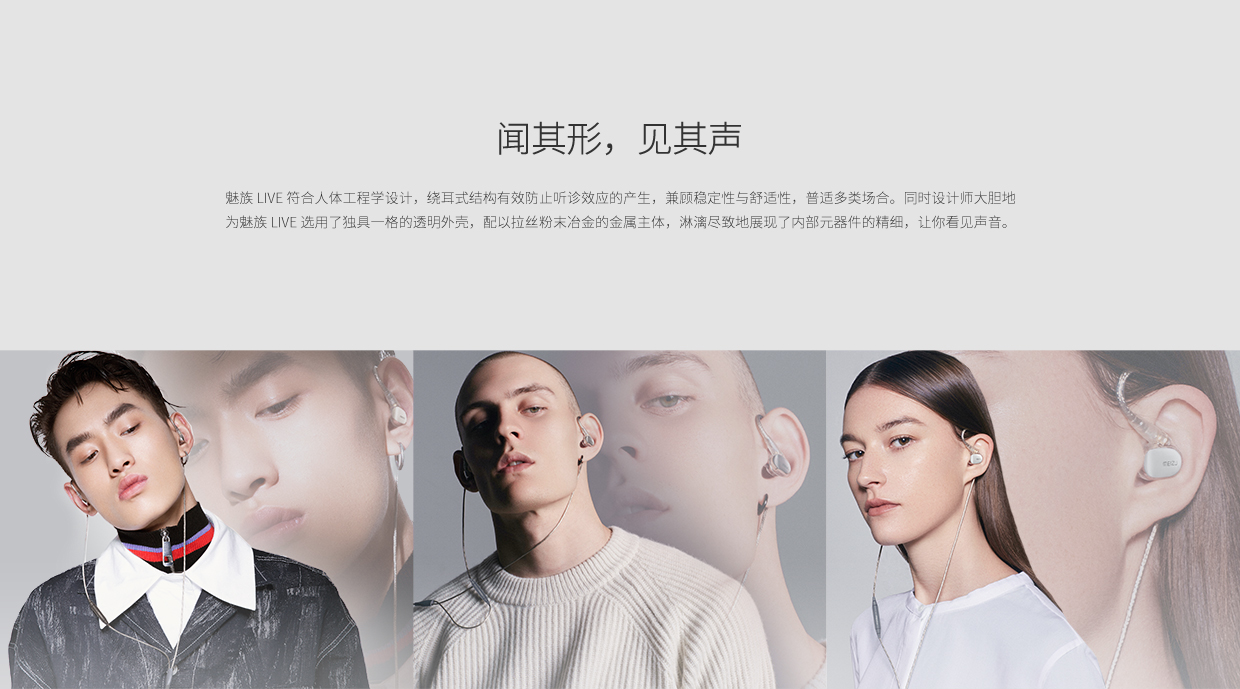 闻其形，见其声
魅族 LIVE 符合人体工程学设计，绕耳式结构有效防止听诊效应的产生，兼顾稳定性与舒适性，普适多类场合。同时设计师大胆地
为魅族 LIVE 选用了独具一格的透明外壳，配以拉丝粉末冶金的金属主体，淋漓尽致地展现了内部元器件的精细，让你看见声音。